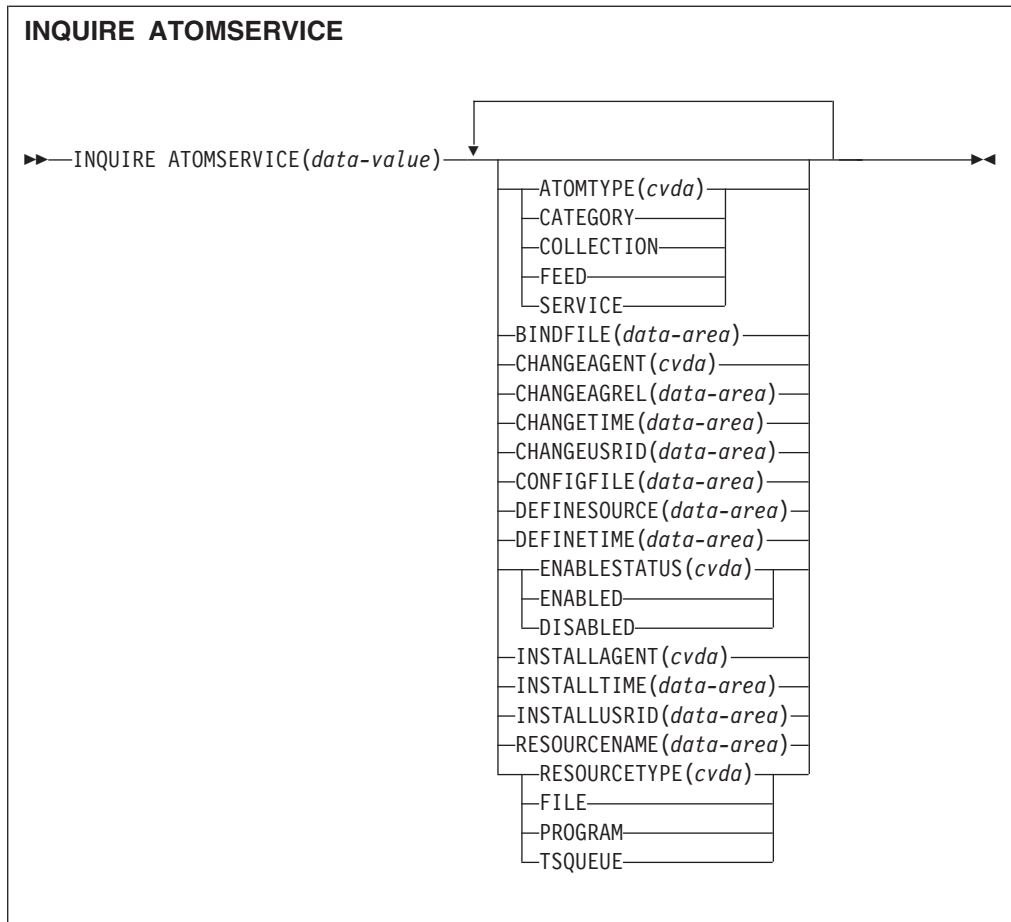 INQUIRE ATOMSERVICE
INQUIRE ATOMSERVICE(data-value)
ATOMTYPE(cvda)
CATEGORY
COLLECTION
FEED
SERVICE
BINDFILE(data-area)
CHANGEAGENT(cvda)
CHANGEAGREL(data-area)
CHANGETIME(data-area)
CHANGEUSRID(data-area)
CONFIGFILE(data-area)
DEFINESOURCE(data-area)
DEFINETIME(data-area)
ENABLESTATUS(cvda)
ENABLED
DISABLED
INSTALLAGENT(cvda)
INSTALLTIME(data-area)
INSTALLUSRID(data-area)
RESOURCENAME(data-area)
RESOURCETYPE(cvda)
FILE
PROGRAM
TSQUEUE